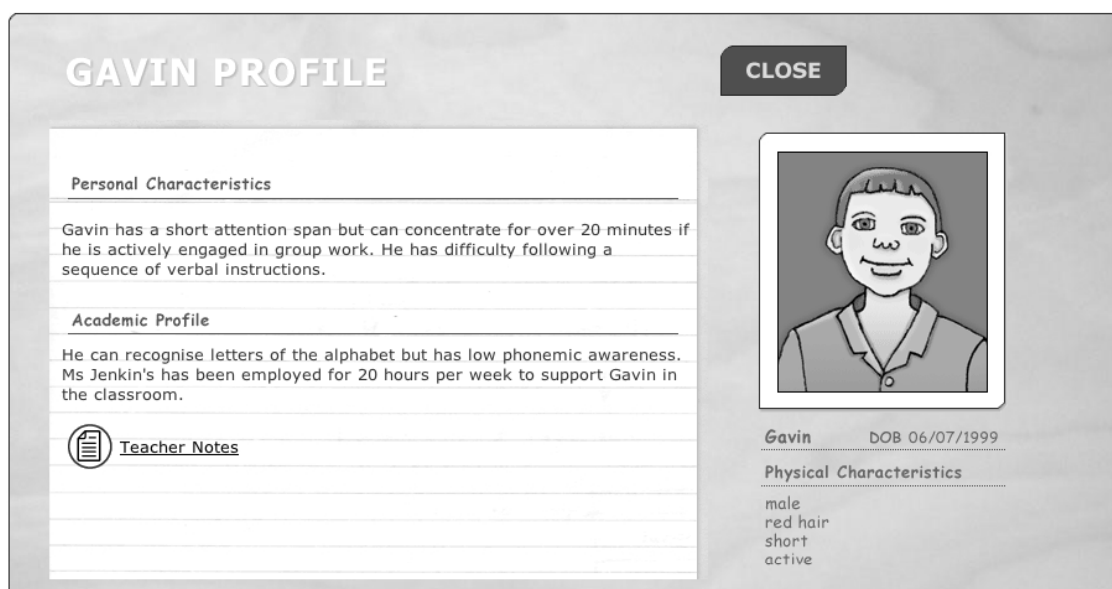 GAVIN PROFILE
CLOSE
Personal Characteristics
Gavin has a short attention span but can concentrate for over 20 minutes if
he is actively engaged in group work. He has difficulty following a
sequence of verbal instructions.
Academic Profile
He can recognise letters of the alphabet but has low phonemic awareness.
Ms Jenkin's has been employed for 20 hours per week to support Gavin in
the classroom.
Teacher Notes
Gavin DOB 06/07/1999
Physical Characteristics
male
red hair
short
active